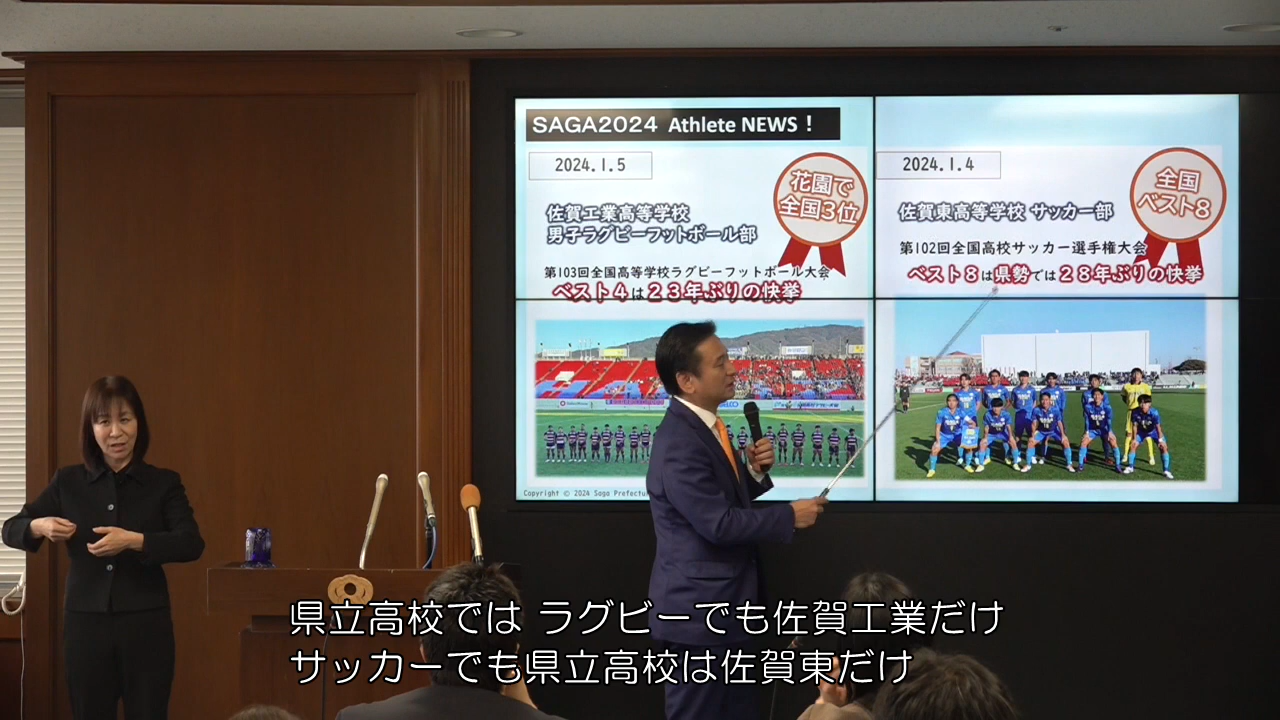 SAGA2024 Athlete NEWS！
2024.1.5
花園で
全国３位
佐賀工業高等学校
男子ラグビーフットボール部
第103回全国高等学校ラグビーフットボール大会
ベスト４は２３年ぶりの快挙
2024.1.4
全国
ベスト８
佐賀東高等学校 サッカー部
第102回全国高校サッカー選手権大会
ベスト８は県勢では２８年ぶりの快挙
Copyright © 2024 Saga Prefectu
県立高校では ラグビーでも佐賀工業だけ
サッカーでも県立高校は佐賀東だけ